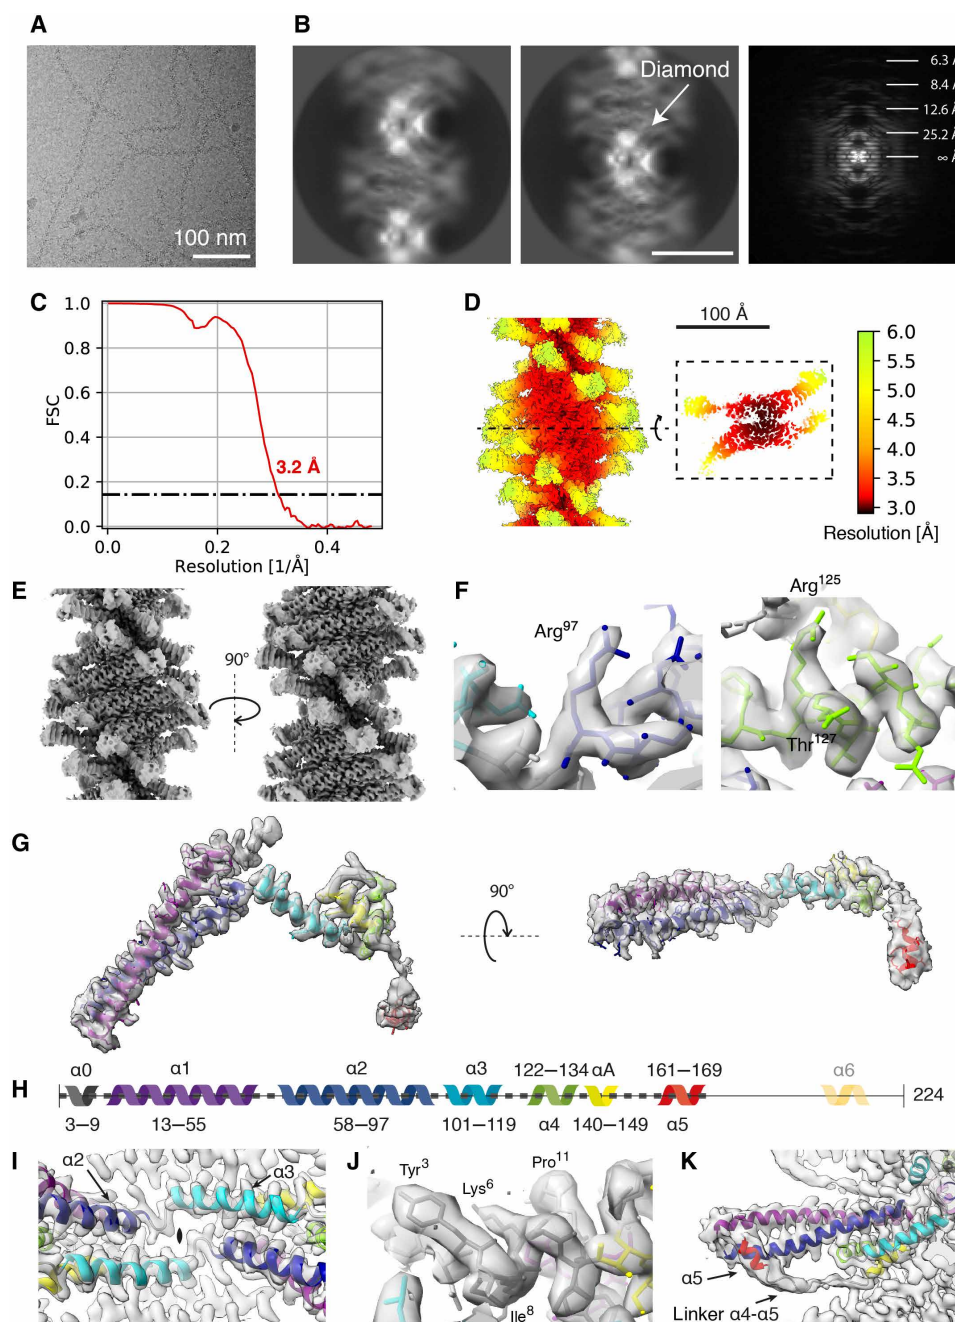 A
B
100 nm
Diamond
6.3 Å
8.4 Å
12.6 Å
25.2 Å
∞ Å
C
1.0
0.8
0.6
0.4
0.2
0.0
FSC
3.2 Å
0.0
0.2
0.4
Resolution [1/Å]
D
100 Å
6.0
5.5
5.0
4.5
4.0
3.5
3.0
Resolution [Å]
E
90°
F
Arg97
Arg125
Thr127
G
90°
H
α0
α1
α2
α3
122–134
αA
161–169
α6
224
3–9
13–55
58–97
101–119
α4
140–149
α5
I
α2
α3
J
Tyr3
Lys6
Pro11
Ile8
K
α5
Linker α4-α5